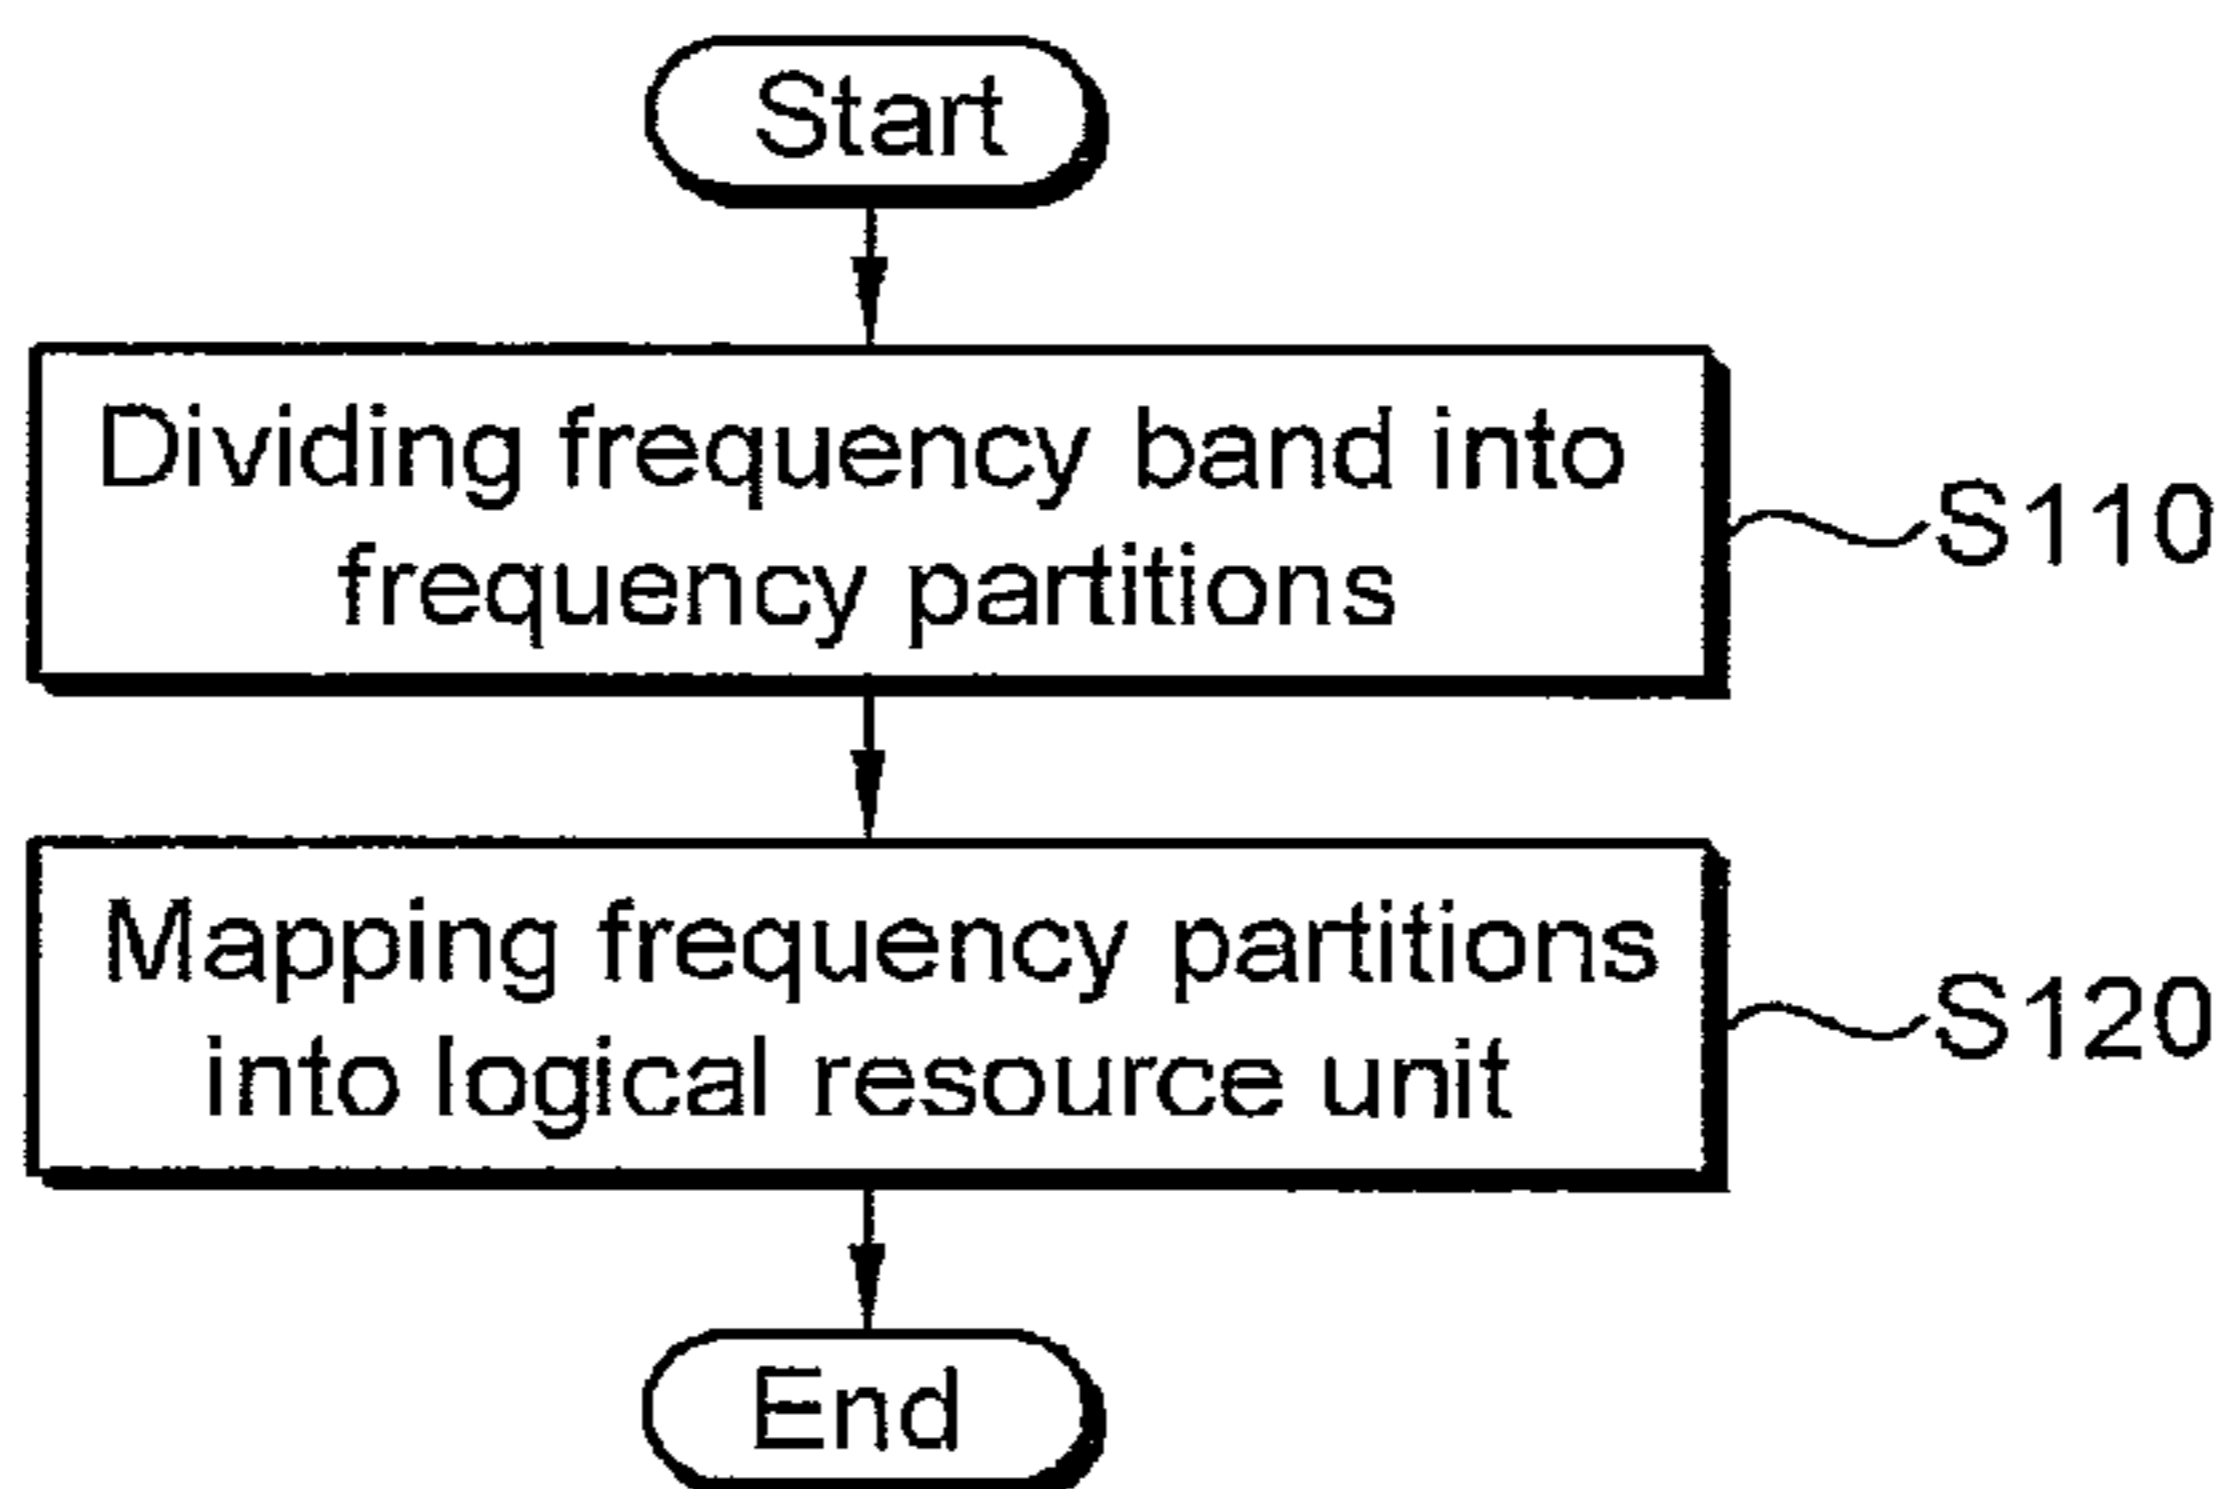 Start
Dividing frequency band into
frequency partitions
S110
Mapping frequency partitions
into logical resource unit
S120
End